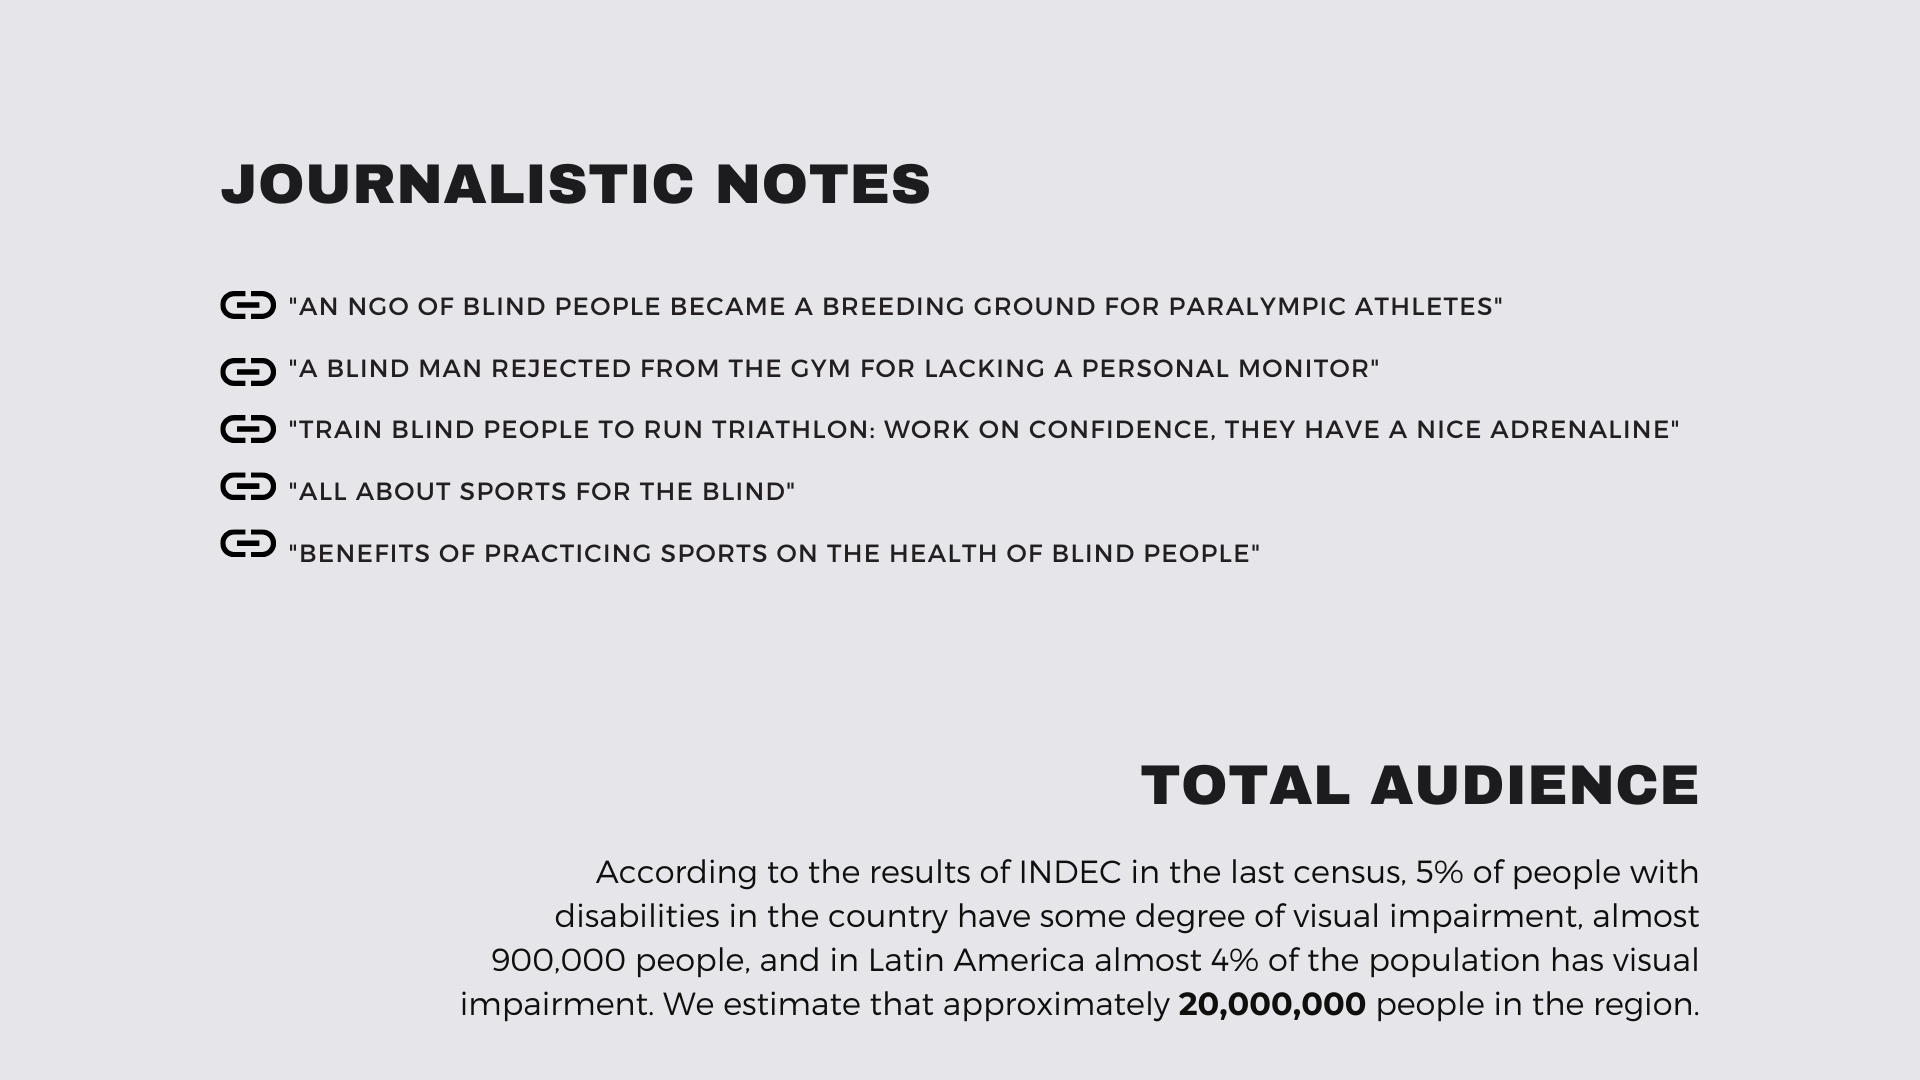 JOURNALISTIC NOTES
"AN NGO OF BLIND PEOPLE BECAME A BREEDING GROUND FOR PARALYMPIC ATHLETES"
"A BLIND MAN REJECTED FROM THE GYM FOR LACKING A PERSONAL MONITOR"
"TRAIN BLIND PEOPLE TO RUN TRIATHLON: WORK ON CONFIDENCE, THEY HAVE A NICE ADRENALINE"
"ALL ABOUT SPORTS FOR THE BLIND"
"BENEFITS OF PRACTICING SPORTS ON THE HEALTH OF BLIND PEOPLE"
TOTAL AUDIENCE
According to the results of INDEC in the last census, 5% of people with
disabilities in the country have some degree of visual impairment, almost
900,000 people, and in Latin America almost 4% of the population has visual
impairment. We estimate that approximately 20,000,000 people in the region.